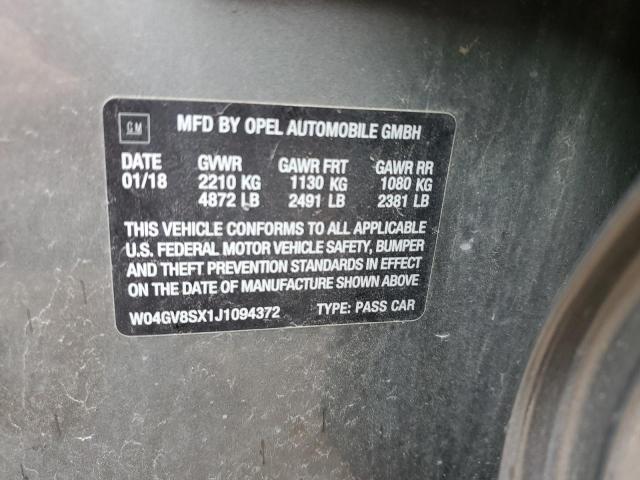 GM MFD BY OPEL AUTOMOBILE GMBH
DATE GVWR GAWR FRT GAWR RR
01/18 2210 KG 1130 KG 1080 KG
4872 LB 2491 LB 2381 LB
THIS VEHICLE CONFORMS TO ALL APPLICABLE
U.S. FEDERAL MOTOR VEHICLE SAFETY, BUMPER
AND THEFT PREVENTION STANDARDS IN EFFECT
ON THE DATE OF MANUFACTURE SHOWN ABOVE
W04GV8SX1J1094372 TYPE: PASS CAR